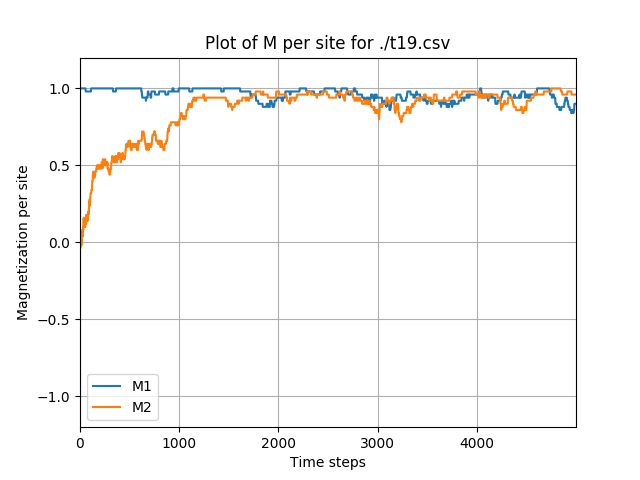 Plot of M per site for ./t19.csv
Magnetization per site
1.0
0.5
0.0
−0.5
−1.0
M1
M2
0 1000 2000 3000 4000
Time steps